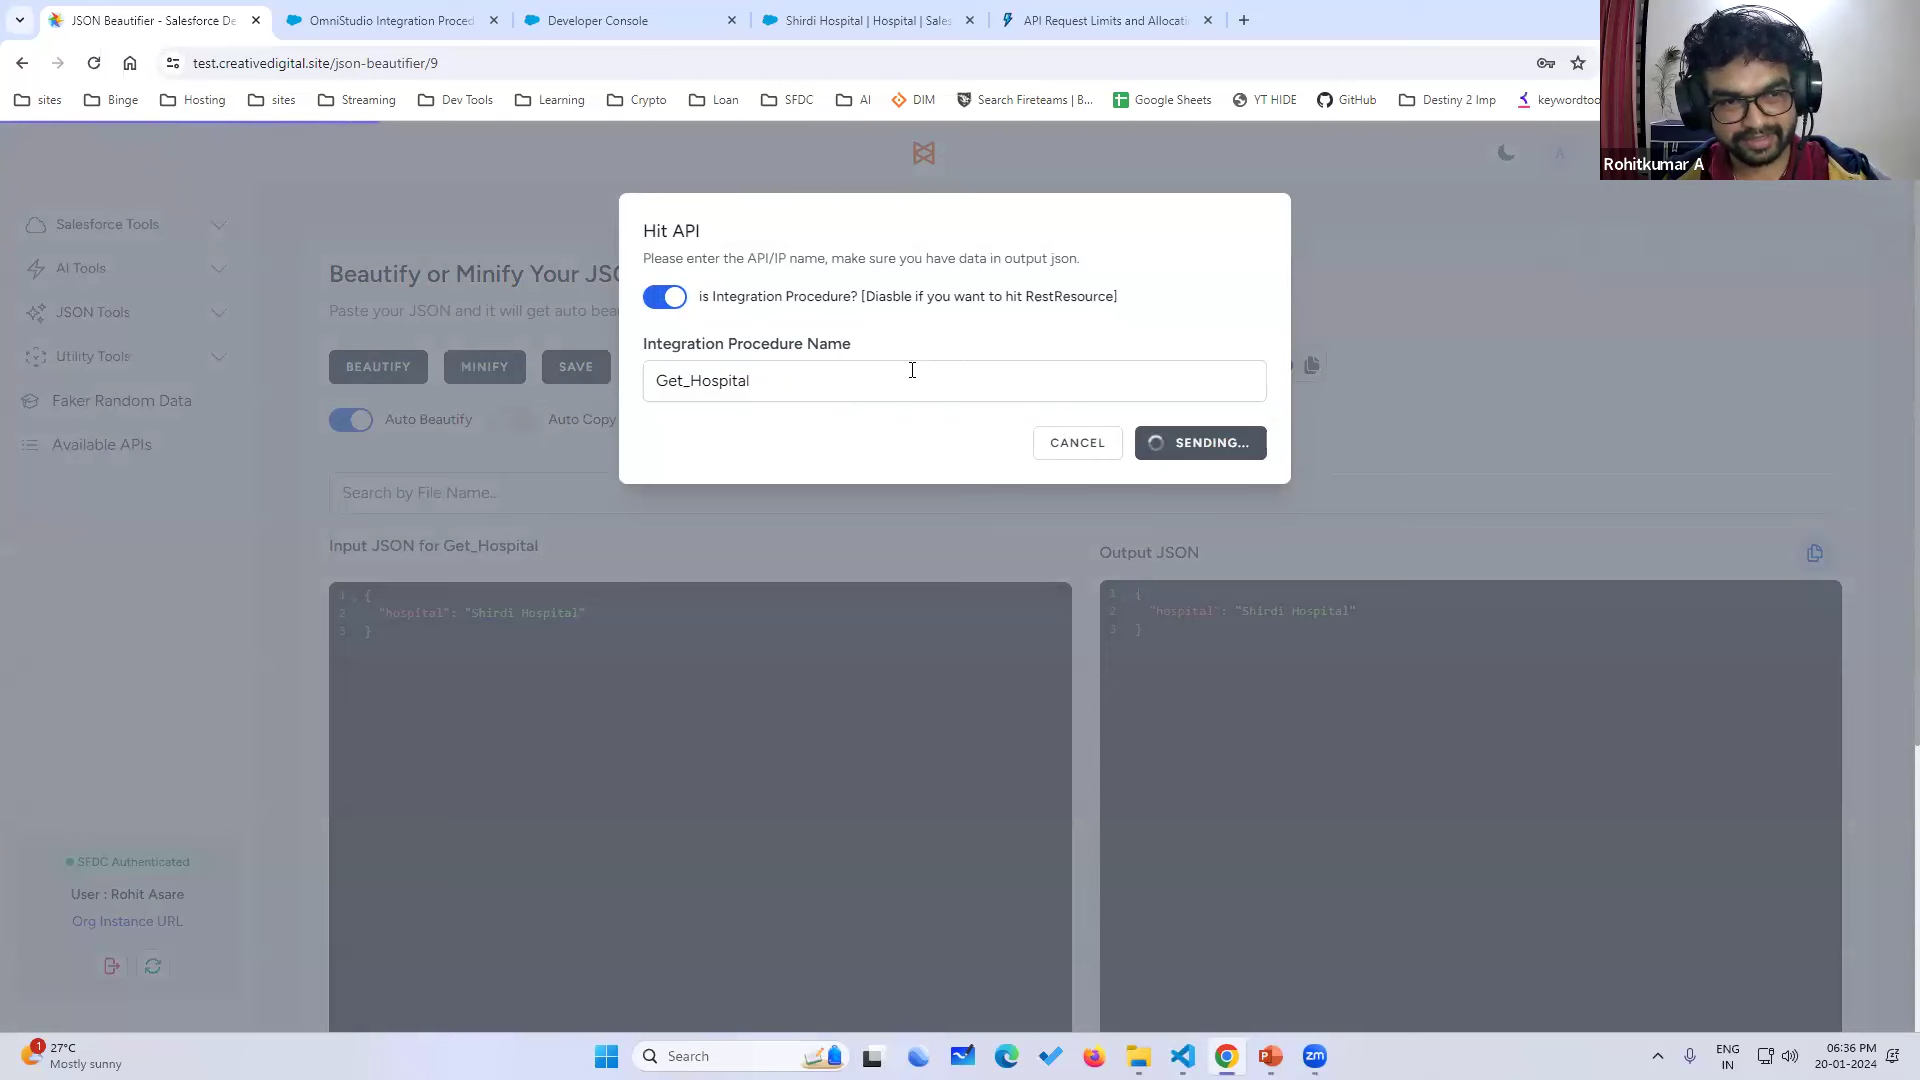 JSON Beautifier - Salesforce De
OmniStudio Integration Proced
Developer Console
Shirdi Hospital | Hospital | Sales
API Request Limits and Allocati
test.creativedigital.site/json-beautifier/9
sites
Binge
Hosting
sites
Streaming
Dev Tools
Learning
Crypto
Loan
SFDC
AI
DIM
Search Fireteams | B...
Google Sheets
YT HIDE
GitHub
Destiny 2 Imp
keywordtoo
Rohitkumar A
A
Salesforce Tools
AI Tools
JSON Tools
Utility Tools
Faker Random Data
Available APIs
Beautify or Minify Your JSO
Paste your JSON and it will get auto bea
BEAUTIFY
MINIFY
SAVE
Auto Beautify
Auto Copy
Hit API
Please enter the API/IP name, make sure you have data in output json.
is Integration Procedure? [Diasble if you want to hit RestResource]
Integration Procedure Name
Get_Hospital
CANCEL
SENDING...
Search by File Name...
Input JSON for Get_Hospital
1 {
2 "hospital": "Shirdi Hospital"
3 }
Output JSON
1 {
2 "hospital": "Shirdi Hospital"
3 }
SFDC Authenticated
User : Rohit Asare
Org Instance URL
1
27°C
Mostly sunny
Search
zm
ENG
IN
06:36 PM
20-01-2024